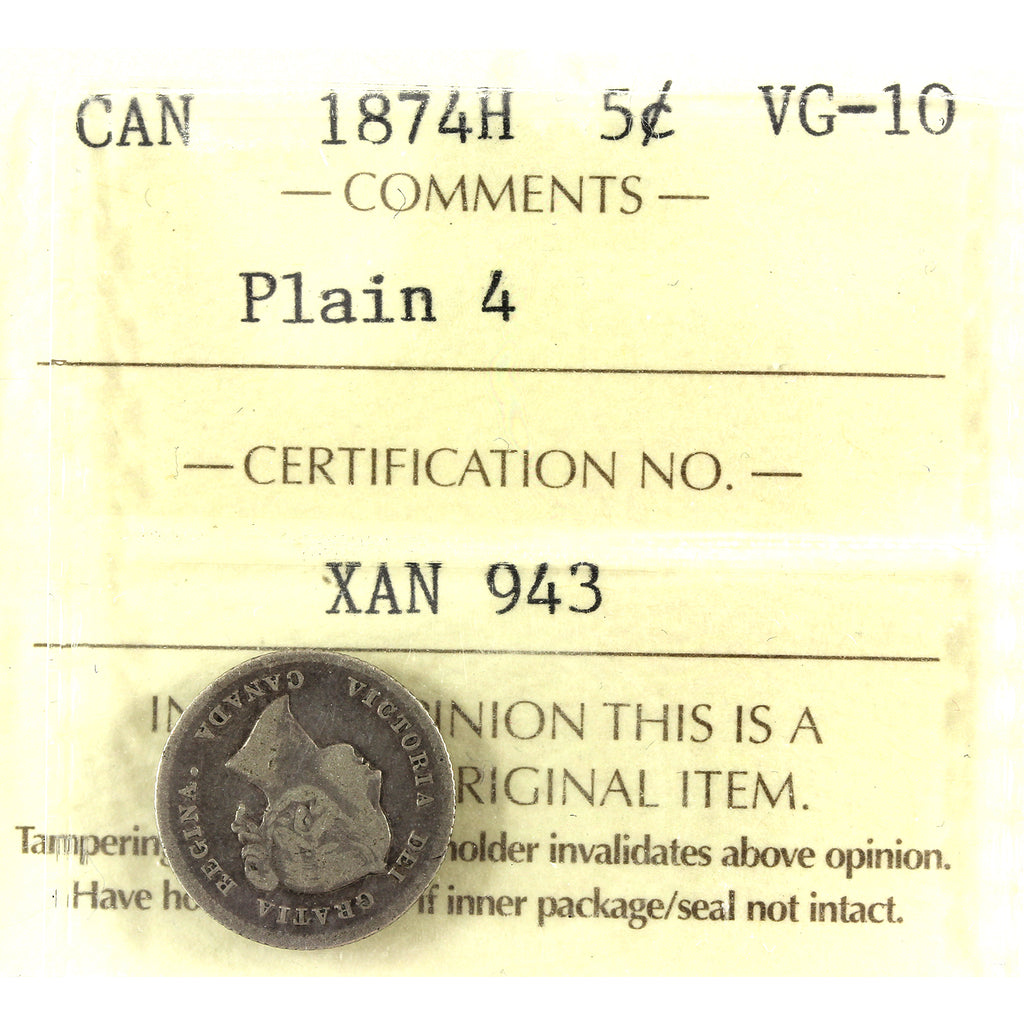 CAN 1874H 5¢ VG-10
— COMMENTS —
Plain 4
— CERTIFICATION NO. —
XAN 943
IN PINION THIS IS A
RIGINAL ITEM.
Tampering holder invalidates above opinion.
Have ho if inner package/seal not intact.
VICTORIA DEI GRATIA REGINA. CANADA